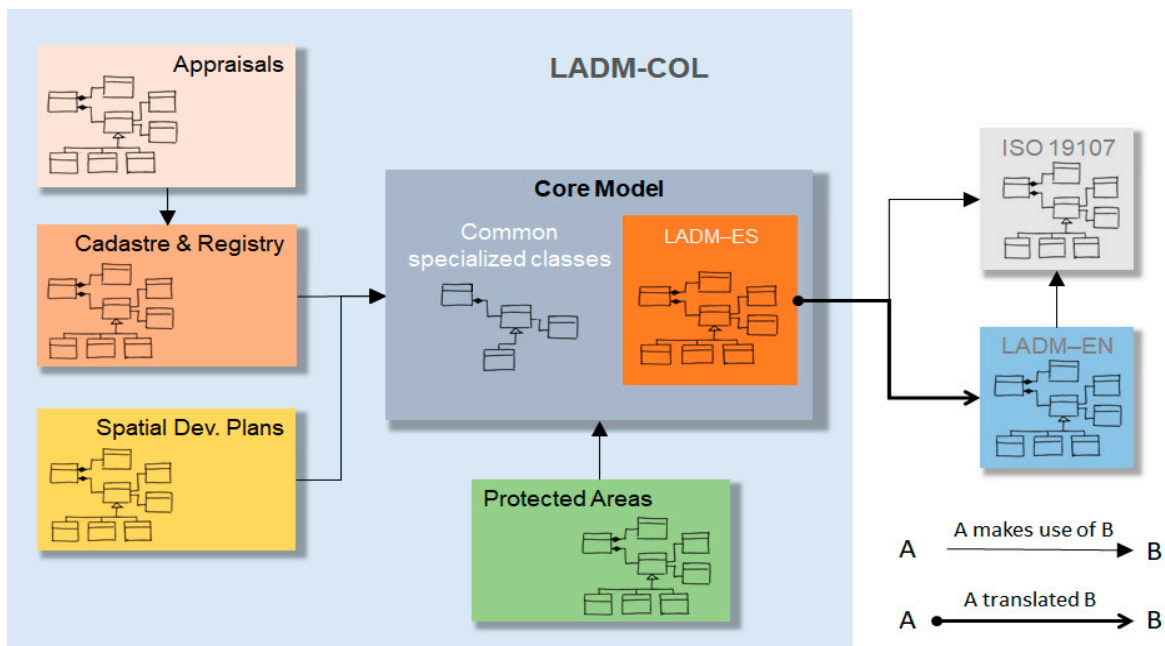 LADM-COL
Appraisals
Cadastre & Registry
Spatial Dev. Plans
Core Model
Common
specialized classes
LADM–ES
Protected Areas
ISO 19107
LADM–EN
A makes use of B
A B
A translated B
A B